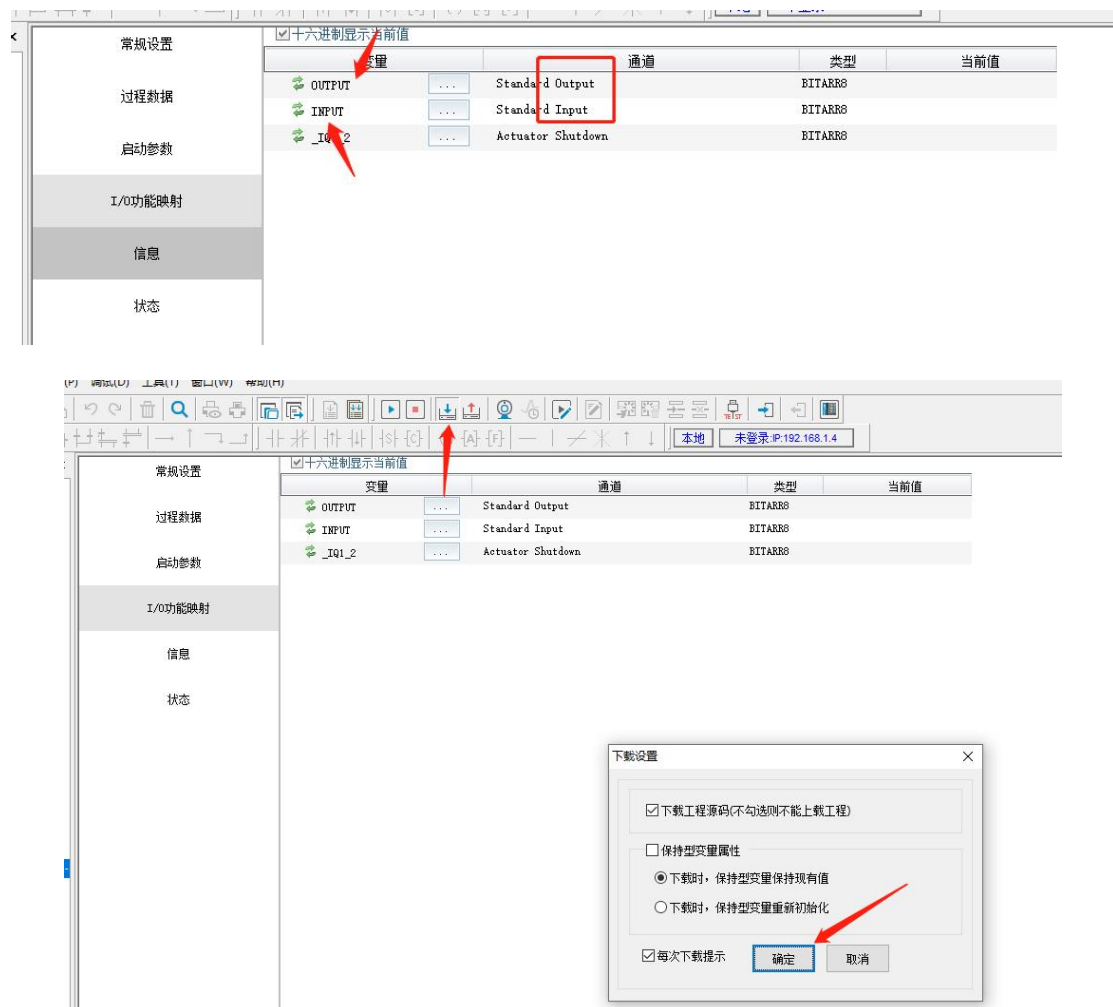 常规设置
过程数据
启动参数
I/O功能映射
信息
状态
十六进制显示当前值
变量 通道 类型 当前值
OUTPUT ... Standard Output BITARR8
INPUT ... Standard Input BITARR8
... Actuator Shutdown BITARR8
(P) 调试(D) 工具(T) 窗口(W) 帮助(H)
TEST
{S} {C} {A} {F}
本地 未登录:IP:192.168.1.4
常规设置
过程数据
启动参数
I/O功能映射
信息
状态
十六进制显示当前值
变量 通道 类型 当前值
OUTPUT ... Standard Output BITARR8
INPUT ... Standard Input BITARR8
_IQ1_2 ... Actuator Shutdown BITARR8
下载设置
下载工程源码(不勾选则不能上载工程)
保持型变量属性
下载时，保持型变量保持现有值
下载时，保持型变量重新初始化
每次下载提示 确定 取消